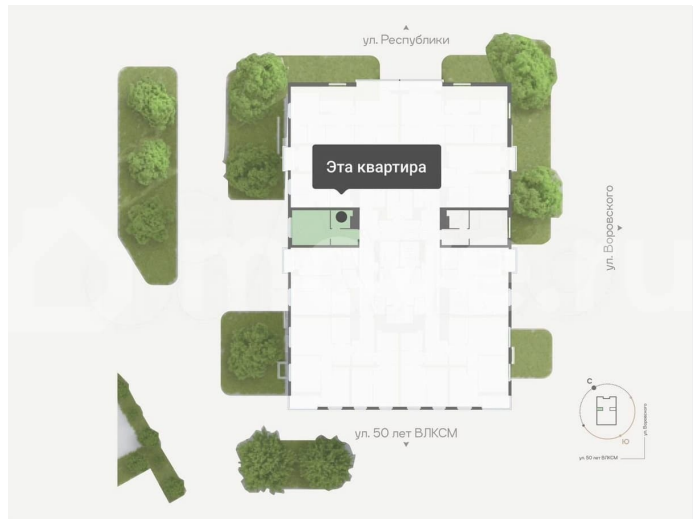 ул. Республики
Эта квартира
ул. Воровского
ул. 50 лет ВЛКСМ
С
Ю
ул. Воровского
ул. 50 лет ВЛКСМ